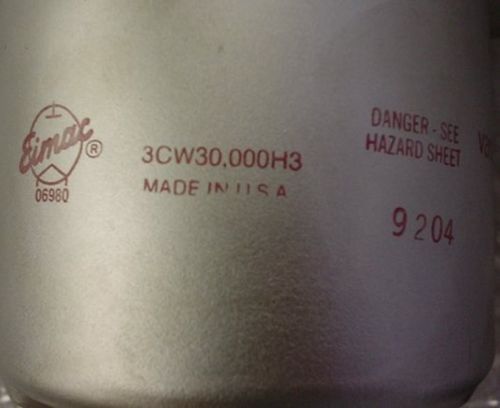 Eimac ®
06980
3CW30,000H3
MADE IN U.S.A
DANGER - SEE
HAZARD SHEET
9204